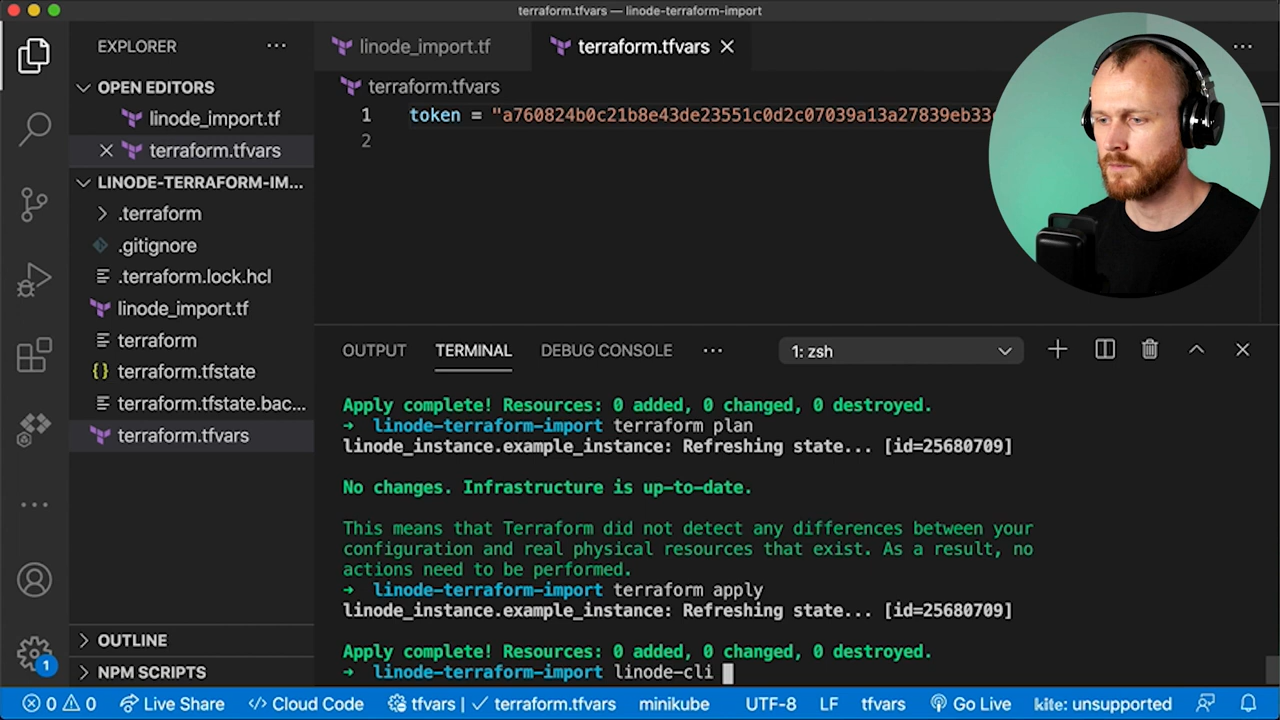 terraform.tfvars — linode-terraform-import
EXPLORER
OPEN EDITORS
linode_import.tf
terraform.tfvars
LINODE-TERRAFORM-IM...
.terraform
.gitignore
.terraform.lock.hcl
linode_import.tf
terraform
terraform.tfstate
terraform.tfstate.bac...
terraform.tfvars
OUTLINE
NPM SCRIPTS
linode_import.tf terraform.tfvars
terraform.tfvars
1 token = "a760824b0c21b8e43de23551c0d2c07039a13a27839eb33
2
OUTPUT TERMINAL DEBUG CONSOLE 1: zsh
Apply complete! Resources: 0 added, 0 changed, 0 destroyed.
→ linode-terraform-import terraform plan
linode_instance.example_instance: Refreshing state... [id=25680709]
No changes. Infrastructure is up-to-date.
This means that Terraform did not detect any differences between your
configuration and real physical resources that exist. As a result, no
actions need to be performed.
→ linode-terraform-import terraform apply
linode_instance.example_instance: Refreshing state... [id=25680709]
Apply complete! Resources: 0 added, 0 changed, 0 destroyed.
→ linode-terraform-import linode-cli
1
0 0 Live Share Cloud Code tfvars | ✓ terraform.tfvars minikube UTF-8 LF tfvars Go Live kite: unsupported